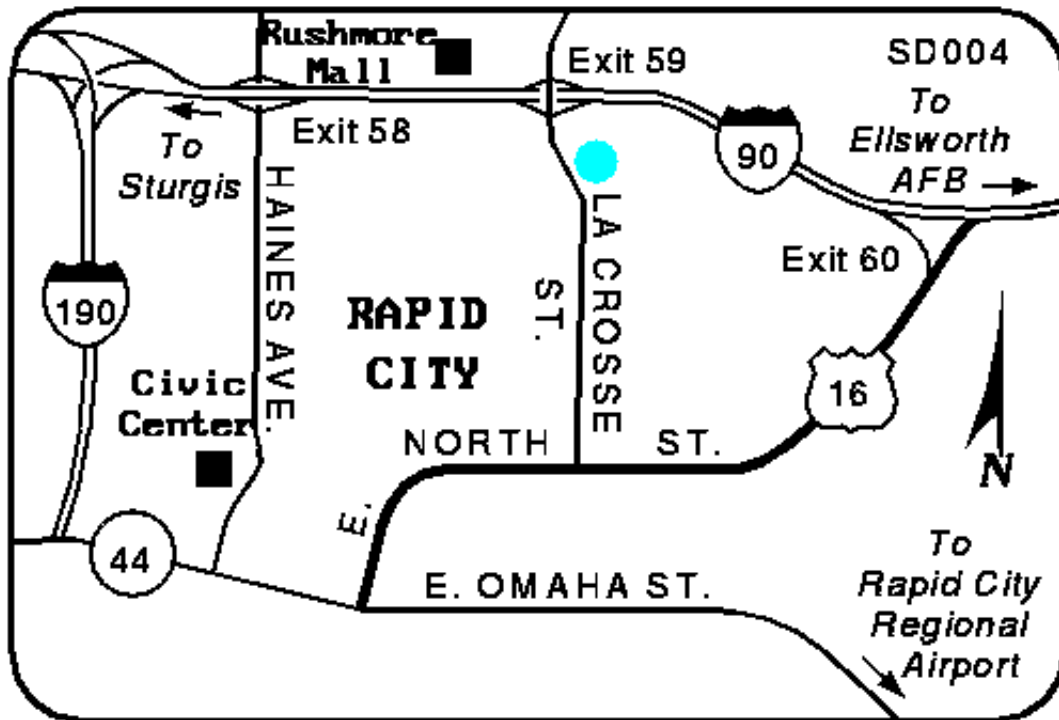 Rushmore
Mall
Exit 59
SD004
Exit 58
To
Sturgis
90
To
Ellsworth
AFB
HAINES AVE.
LA CROSSE
ST.
Exit 60
190
RAPID
CITY
16
Civic
Center
E. NORTH ST.
N
44
E. OMAHA ST.
To
Rapid City
Regional
Airport